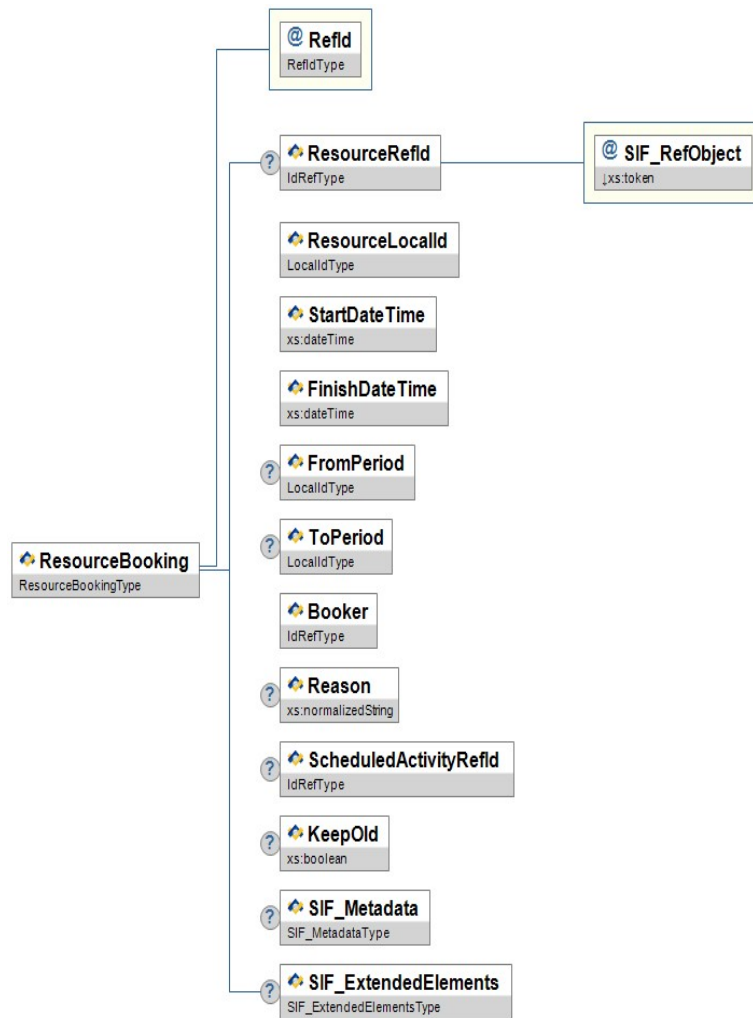 @ RefId
RefIdType
? ResourceRefId
IdRefType
@ SIF_RefObject
↓xs:token
ResourceLocalId
LocalIdType
StartDateTime
xs:dateTime
FinishDateTime
xs:dateTime
? FromPeriod
LocalIdType
? ToPeriod
LocalIdType
ResourceBooking
ResourceBookingType
Booker
IdRefType
? Reason
xs:normalizedString
? ScheduledActivityRefId
IdRefType
? KeepOld
xs:boolean
? SIF_Metadata
SIF_MetadataType
? SIF_ExtendedElements
SIF_ExtendedElementsType